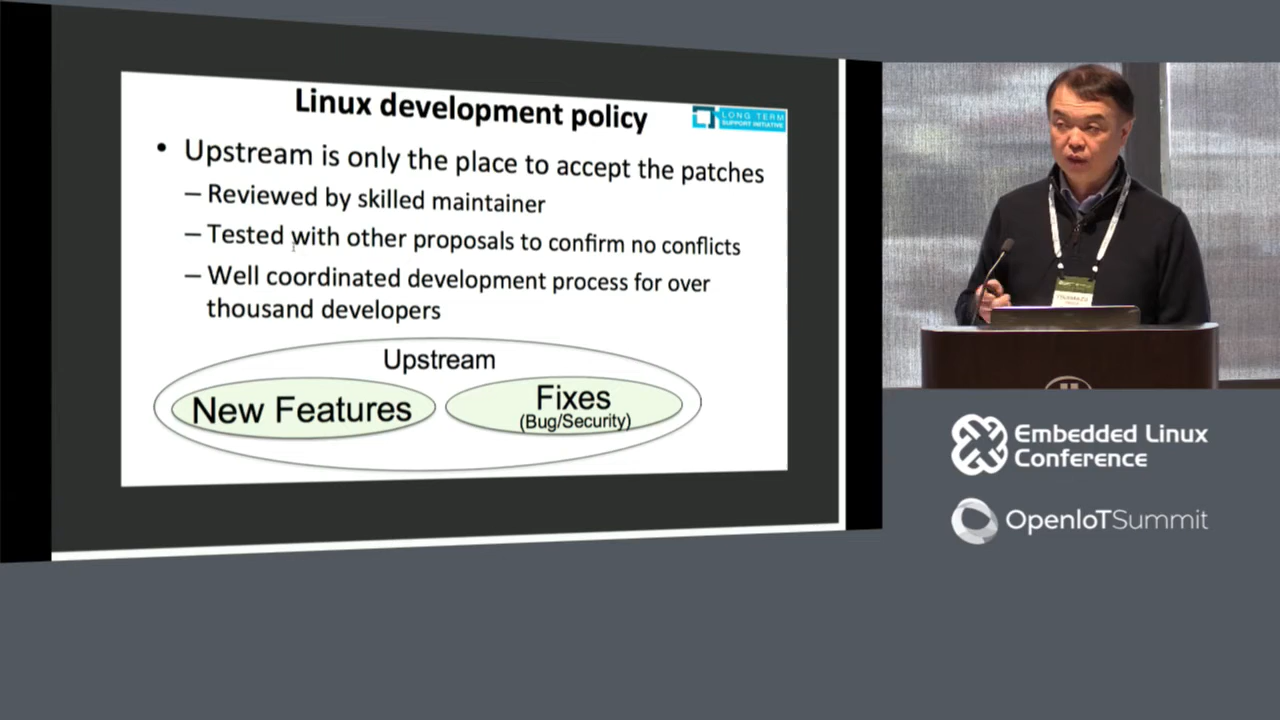 Linux development policy
LONG TERM
SUPPORT INITIATIVE
• Upstream is only the place to accept the patches
– Reviewed by skilled maintainer
– Tested with other proposals to confirm no conflicts
– Well coordinated development process for over
thousand developers
Upstream
New Features
Fixes
(Bug/Security)
Embedded Linux
Conference
OpenIoTSummit